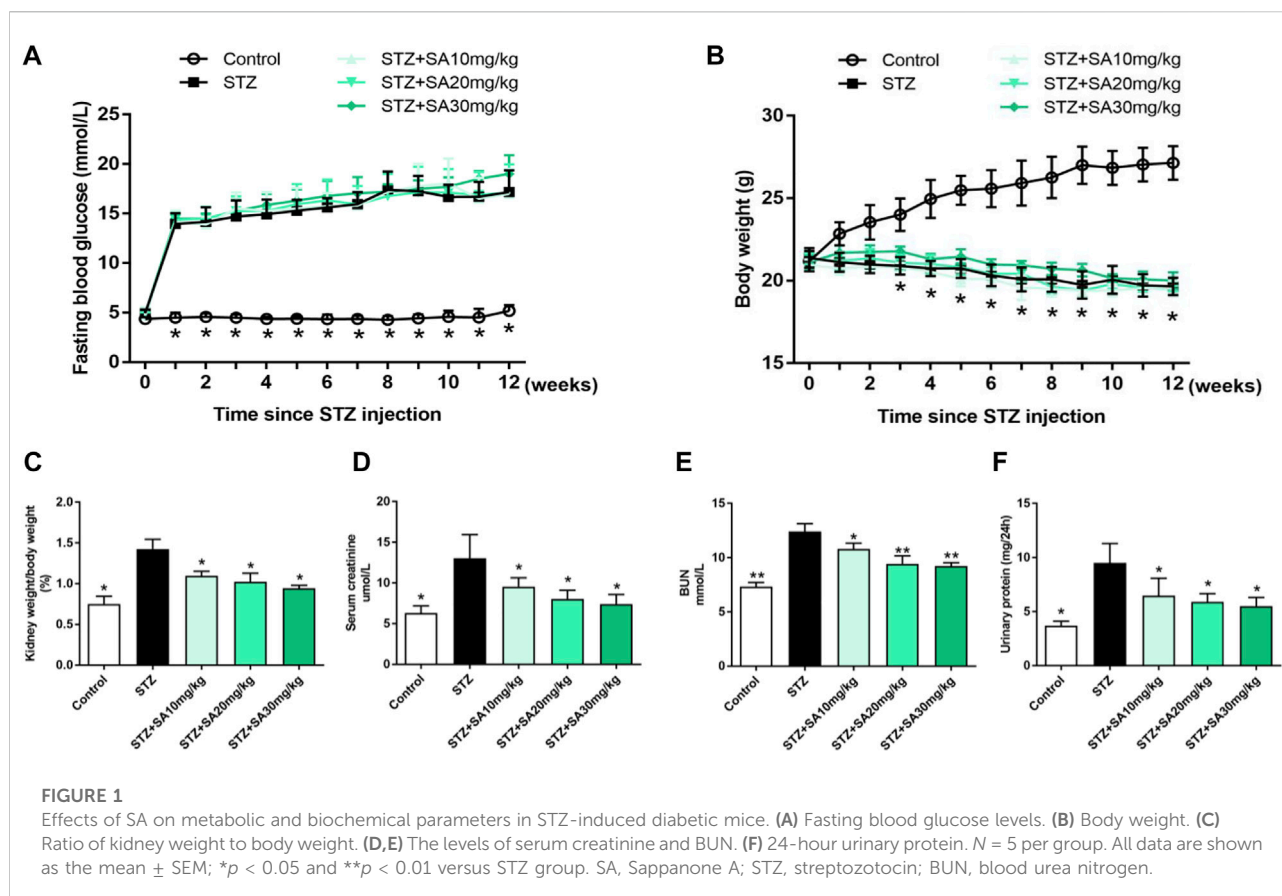 A
Control
STZ
STZ+SA10mg/kg
STZ+SA20mg/kg
STZ+SA30mg/kg
Fasting blood glucose (mmol/L)
25
20
15
10
5
0
0 2 4 6 8 10 12 (weeks)
* * * * * * * * * * * *
Time since STZ injection
B
Control
STZ
STZ+SA10mg/kg
STZ+SA20mg/kg
STZ+SA30mg/kg
Body weight (g)
30
25
20
15
0 2 4 6 8 10 12 (weeks)
* * * * * * * * * *
Time since STZ injection
C
Kidney weight/body weight
(%)
2.0
1.5
1.0
0.5
0.0
* * * *
Control
STZ
STZ+SA10mg/kg
STZ+SA20mg/kg
STZ+SA30mg/kg
D
Serum creatinine
umol/L
20
15
10
5
0
* * * *
Control
STZ
STZ+SA10mg/kg
STZ+SA20mg/kg
STZ+SA30mg/kg
E
BUN
mmol/L
15
10
5
0
** * ** **
Control
STZ
STZ+SA10mg/kg
STZ+SA20mg/kg
STZ+SA30mg/kg
F
Urinary protein (mg/24h)
15
10
5
0
* * * *
Control
STZ
STZ+SA10mg/kg
STZ+SA20mg/kg
STZ+SA30mg/kg
FIGURE 1
Effects of SA on metabolic and biochemical parameters in STZ-induced diabetic mice. (A) Fasting blood glucose levels. (B) Body weight. (C)
Ratio of kidney weight to body weight. (D,E) The levels of serum creatinine and BUN. (F) 24-hour urinary protein. N = 5 per group. All data are shown
as the mean ± SEM; *p < 0.05 and **p < 0.01 versus STZ group. SA, Sappanone A; STZ, streptozotocin; BUN, blood urea nitrogen.